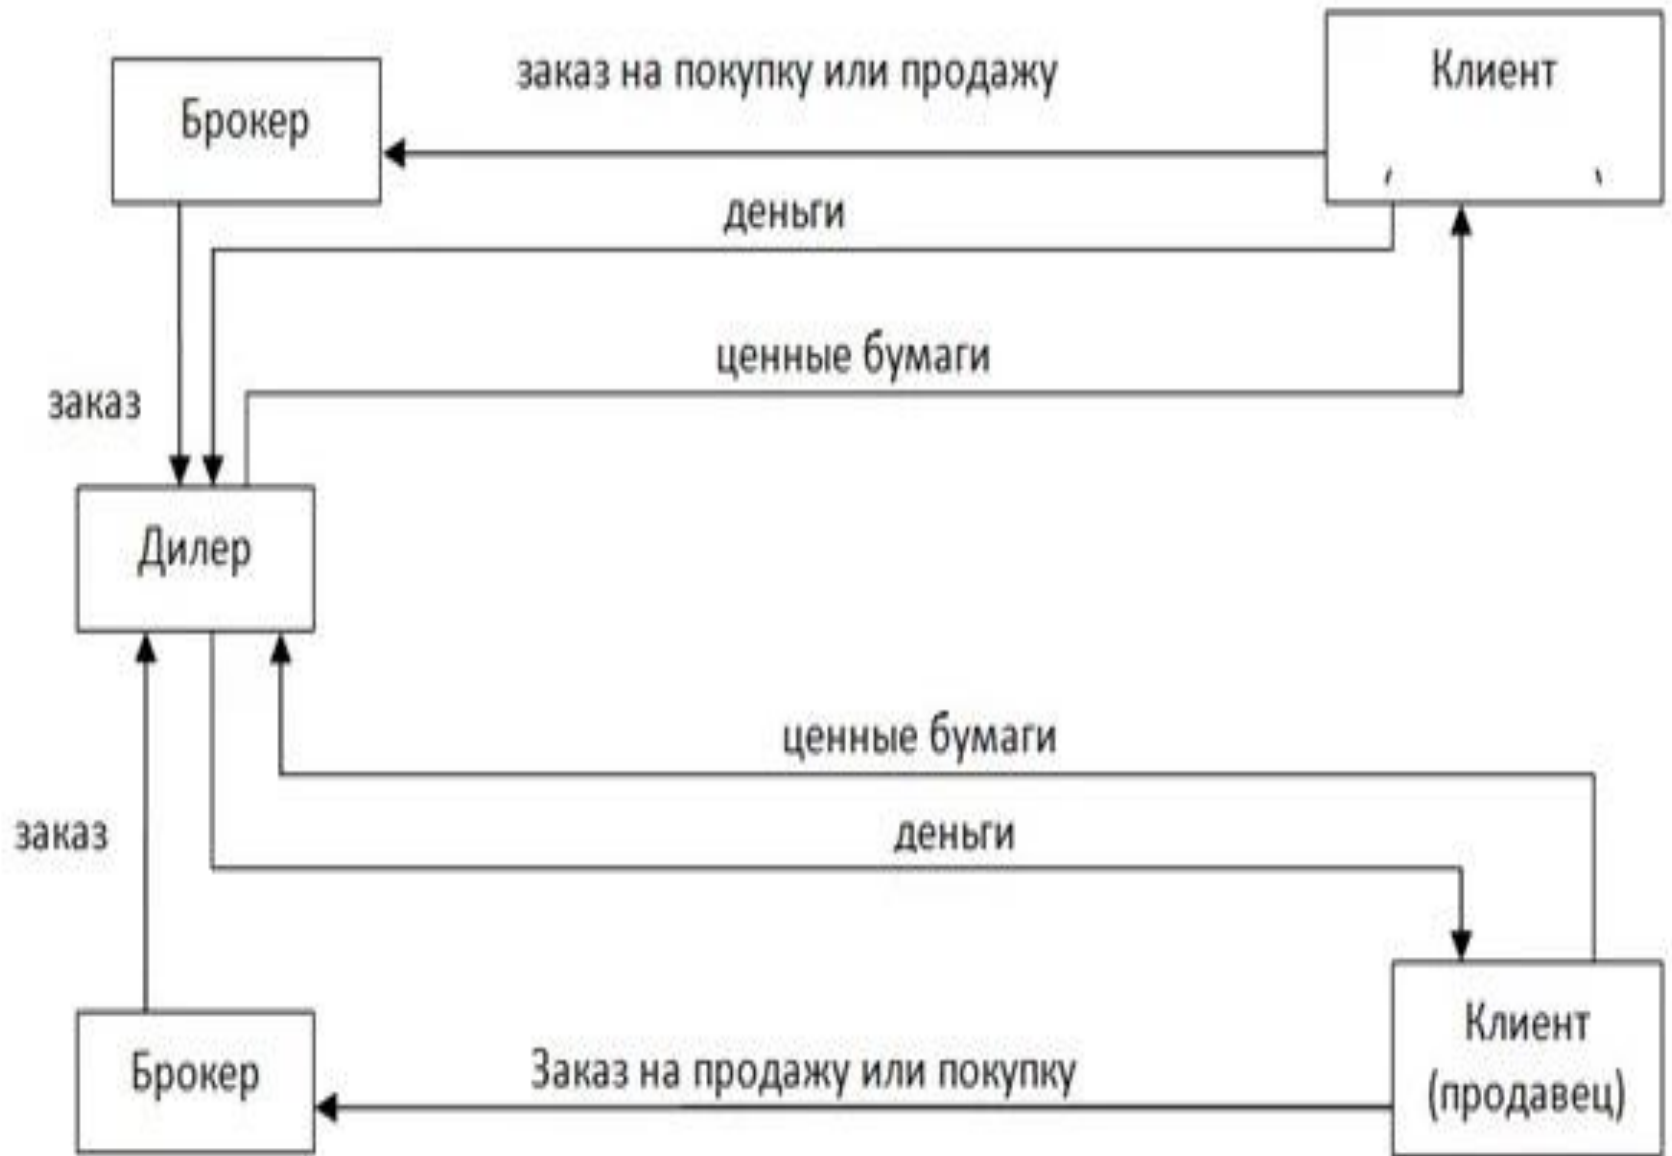 заказ на покупку или продажу
Клиент
Брокер
деньги
ценные бумаги
заказ
Дилер
ценные бумаги
заказ
деньги
Клиент
(продавец)
Брокер
Заказ на продажу или покупку